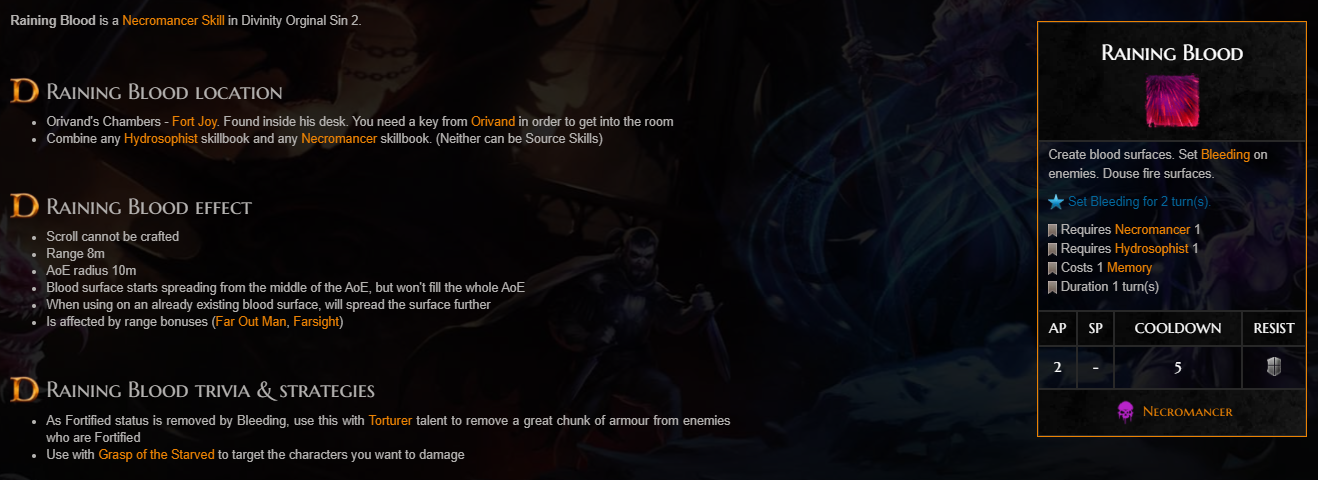 Raining Blood is a Necromancer Skill in Divinity Orginal Sin 2.
Raining Blood location
Orivand's Chambers - Fort Joy. Found inside his desk. You need a key from Orivand in order to get into the room
Combine any Hydrosophist skillbook and any Necromancer skillbook. (Neither can be Source Skills)
Raining Blood effect
Scroll cannot be crafted
Range 8m
AoE radius 10m
Blood surface starts spreading from the middle of the AoE, but won't fill the whole AoE
When using on an already existing blood surface, will spread the surface further
Is affected by range bonuses (Far Out Man, Farsight)
Raining Blood trivia & strategies
As Fortified status is removed by Bleeding, use this with Torturer talent to remove a great chunk of armour from enemies
who are Fortified
Use with Grasp of the Starved to target the characters you want to damage
Raining Blood
Create blood surfaces. Set Bleeding on
enemies. Douse fire surfaces.
Set Bleeding for 2 turn(s)
Requires Necromancer 1
Requires Hydrosophist 1
Costs 1 Memory
Duration 1 turn(s)
AP SP COOLDOWN RESIST
2 - 5
Necromancer